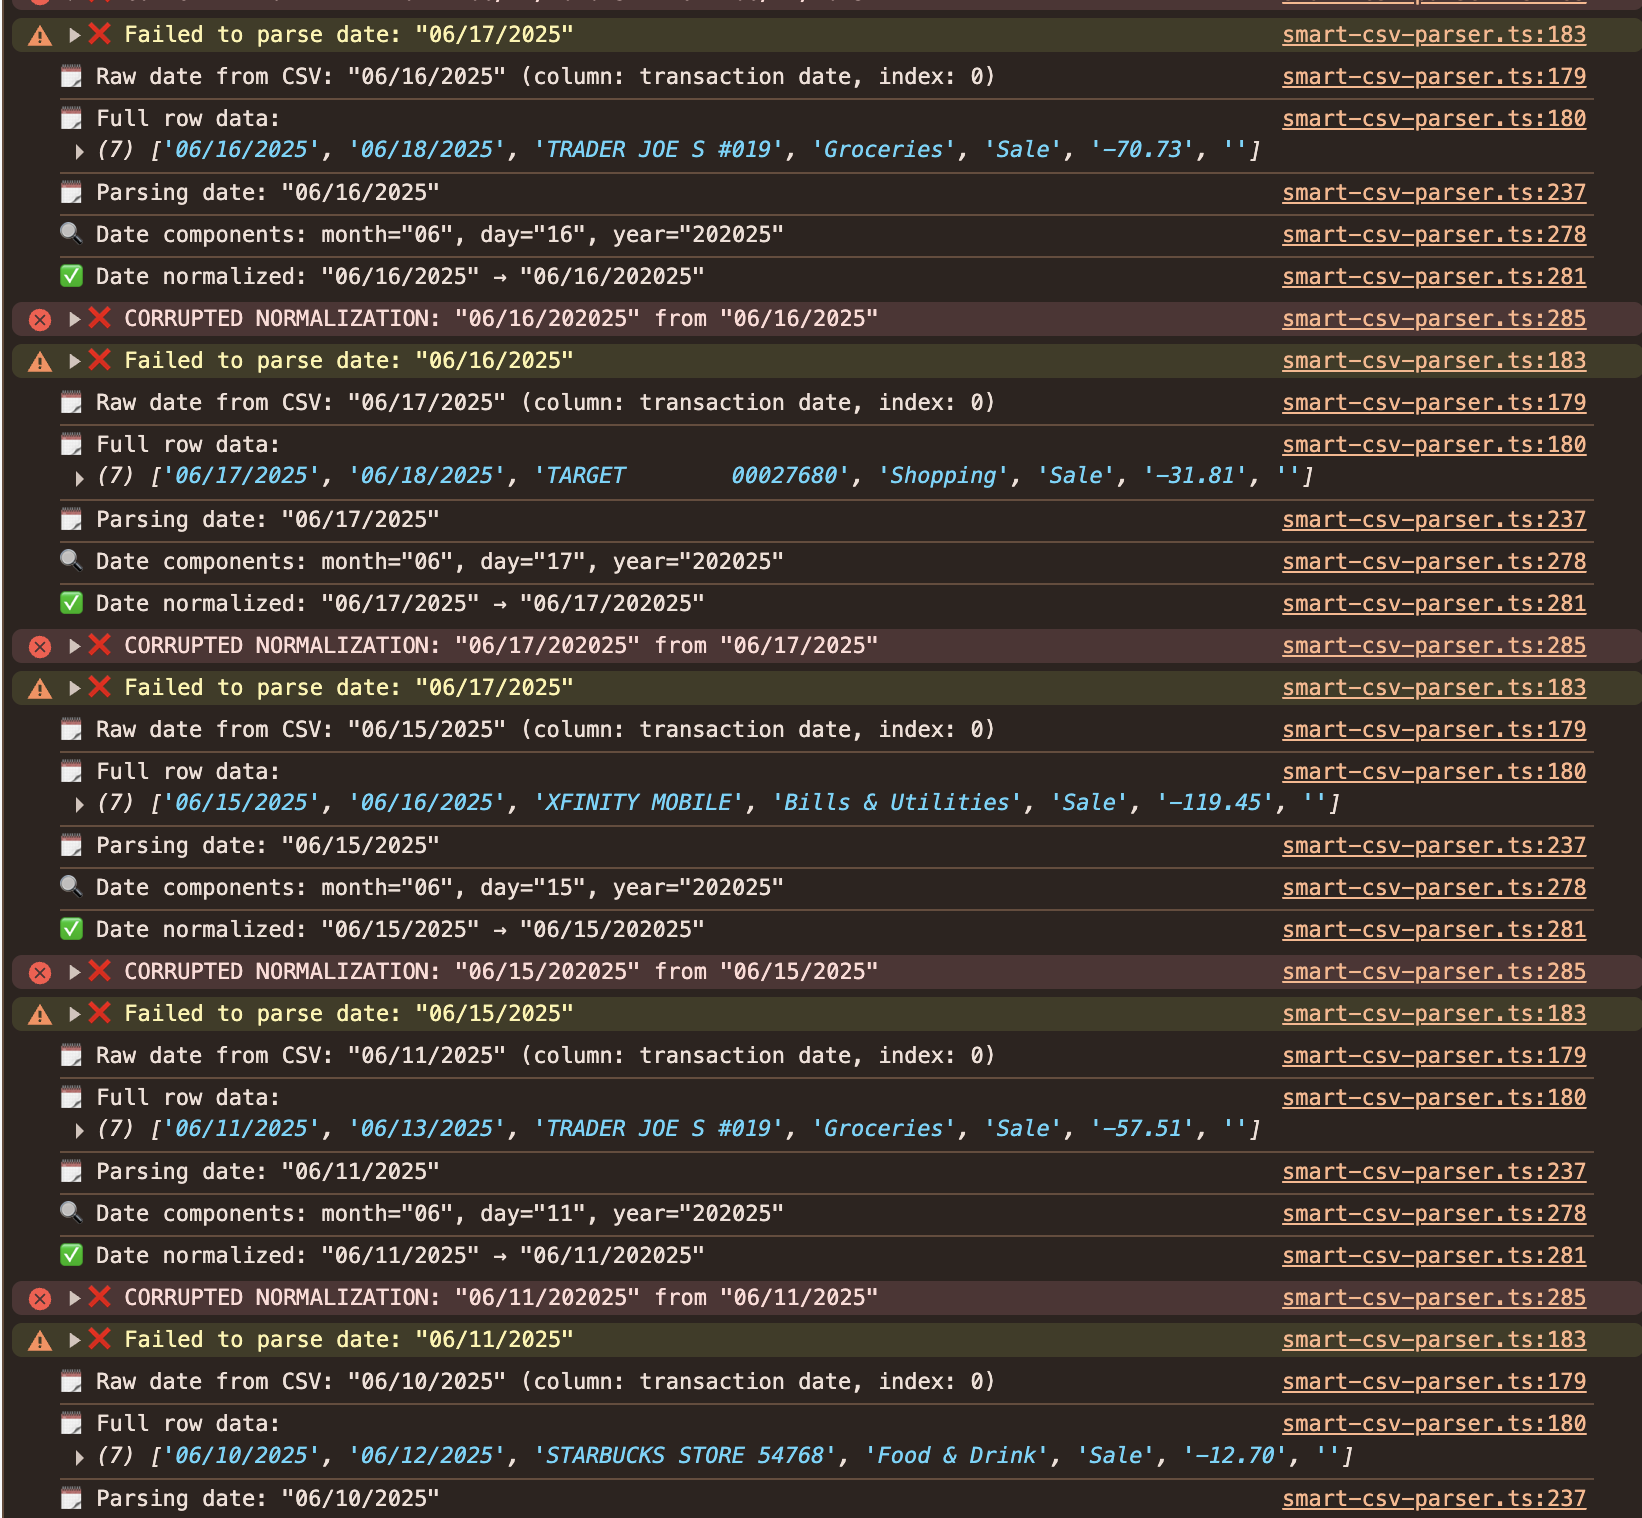 Failed to parse date: "06/17/2025" smart-csv-parser.ts:183
Raw date from CSV: "06/16/2025" (column: transaction date, index: 0) smart-csv-parser.ts:179
Full row data: smart-csv-parser.ts:180
(7) ['06/16/2025', '06/18/2025', 'TRADER JOE S #019', 'Groceries', 'Sale', '-70.73', '']
Parsing date: "06/16/2025" smart-csv-parser.ts:237
Date components: month="06", day="16", year="202025" smart-csv-parser.ts:278
Date normalized: "06/16/2025" → "06/16/202025" smart-csv-parser.ts:281
CORRUPTED NORMALIZATION: "06/16/202025" from "06/16/2025" smart-csv-parser.ts:285
Failed to parse date: "06/16/2025" smart-csv-parser.ts:183
Raw date from CSV: "06/17/2025" (column: transaction date, index: 0) smart-csv-parser.ts:179
Full row data: smart-csv-parser.ts:180
(7) ['06/17/2025', '06/18/2025', 'TARGET        00027680', 'Shopping', 'Sale', '-31.81', '']
Parsing date: "06/17/2025" smart-csv-parser.ts:237
Date components: month="06", day="17", year="202025" smart-csv-parser.ts:278
Date normalized: "06/17/2025" → "06/17/202025" smart-csv-parser.ts:281
CORRUPTED NORMALIZATION: "06/17/202025" from "06/17/2025" smart-csv-parser.ts:285
Failed to parse date: "06/17/2025" smart-csv-parser.ts:183
Raw date from CSV: "06/15/2025" (column: transaction date, index: 0) smart-csv-parser.ts:179
Full row data: smart-csv-parser.ts:180
(7) ['06/15/2025', '06/16/2025', 'XFINITY MOBILE', 'Bills & Utilities', 'Sale', '-119.45', '']
Parsing date: "06/15/2025" smart-csv-parser.ts:237
Date components: month="06", day="15", year="202025" smart-csv-parser.ts:278
Date normalized: "06/15/2025" → "06/15/202025" smart-csv-parser.ts:281
CORRUPTED NORMALIZATION: "06/15/202025" from "06/15/2025" smart-csv-parser.ts:285
Failed to parse date: "06/15/2025" smart-csv-parser.ts:183
Raw date from CSV: "06/11/2025" (column: transaction date, index: 0) smart-csv-parser.ts:179
Full row data: smart-csv-parser.ts:180
(7) ['06/11/2025', '06/13/2025', 'TRADER JOE S #019', 'Groceries', 'Sale', '-57.51', '']
Parsing date: "06/11/2025" smart-csv-parser.ts:237
Date components: month="06", day="11", year="202025" smart-csv-parser.ts:278
Date normalized: "06/11/2025" → "06/11/202025" smart-csv-parser.ts:281
CORRUPTED NORMALIZATION: "06/11/202025" from "06/11/2025" smart-csv-parser.ts:285
Failed to parse date: "06/11/2025" smart-csv-parser.ts:183
Raw date from CSV: "06/10/2025" (column: transaction date, index: 0) smart-csv-parser.ts:179
Full row data: smart-csv-parser.ts:180
(7) ['06/10/2025', '06/12/2025', 'STARBUCKS STORE 54768', 'Food & Drink', 'Sale', '-12.70', '']
Parsing date: "06/10/2025" smart-csv-parser.ts:237